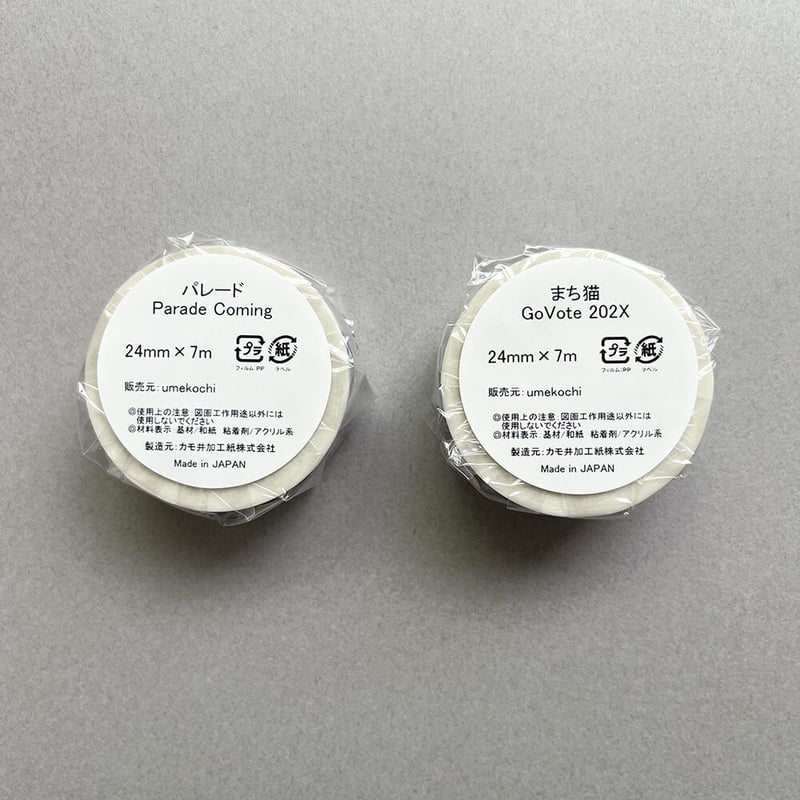 パレード
Parade Coming
24mm×7m
プラ
フィルム:PP
紙
ラベル
販売元:umekochi
◎使用上の注意:図画工作用途以外には
使用しないでください
◎材料表示:基材/和紙 粘着剤/アクリル系
製造元:カモ井加工紙株式会社
Made in JAPAN
まち猫
GoVote 202X
24mm×7m
プラ
フィルム:PP
紙
ラベル
販売元:umekochi
◎使用上の注意:図画工作用途以外には
使用しないでください
◎材料表示:基材/和紙 粘着剤/アクリル系
製造元:カモ井加工紙株式会社
Made in JAPAN